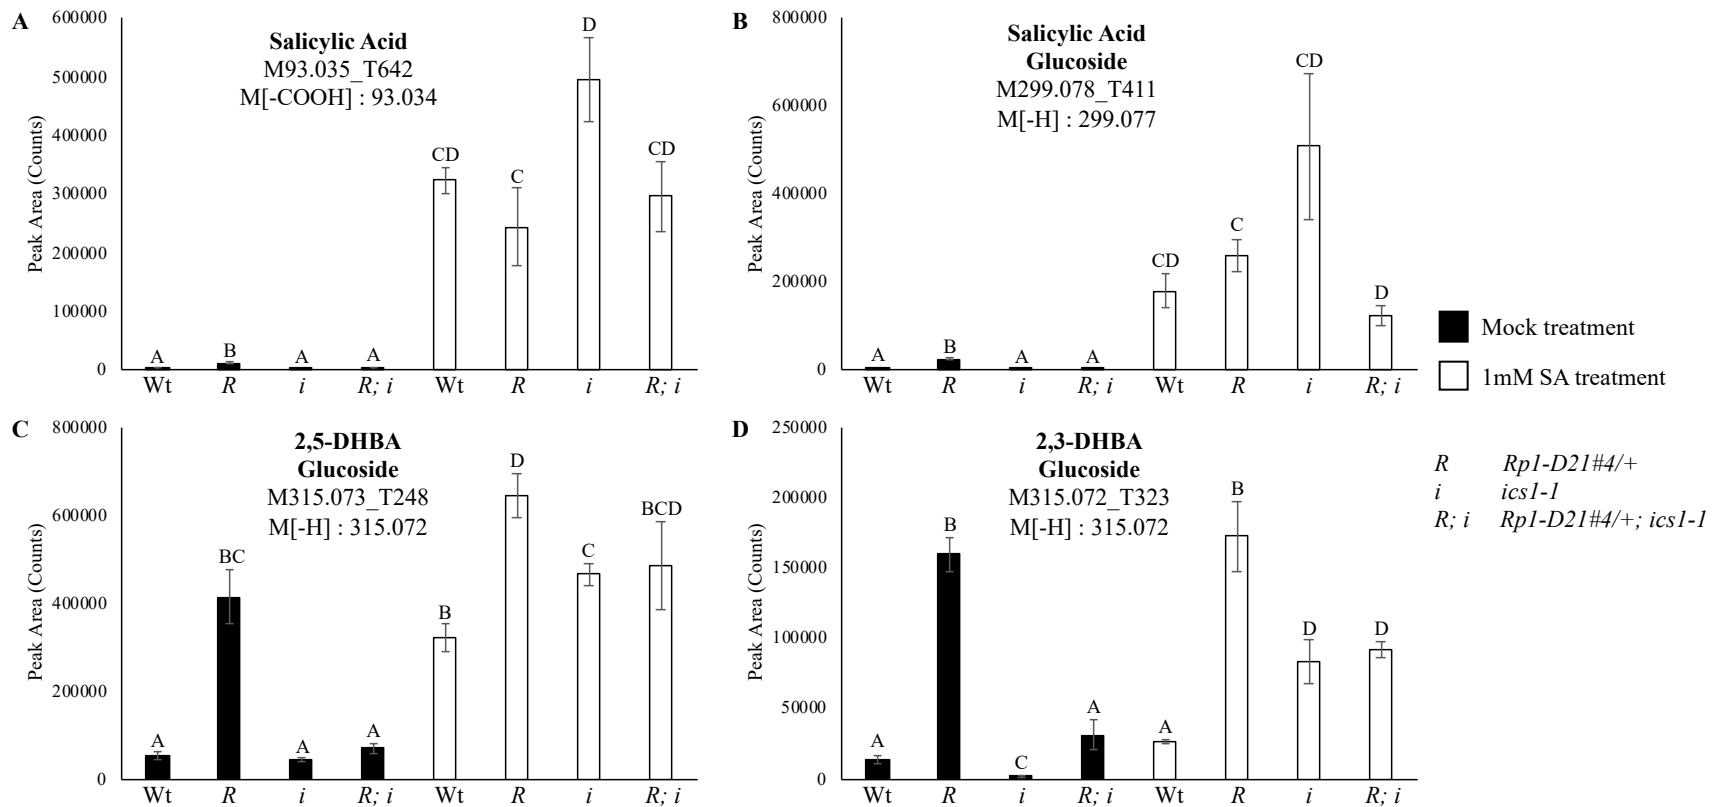 A
600000
500000
400000
300000
200000
100000
0
Peak Area (Counts)
Salicylic Acid
M93.035_T642
M[-COOH] : 93.034
A B A A CD C D CD
Wt R i R; i Wt R i R; i
B
800000
600000
400000
200000
0
Peak Area (Counts)
Salicylic Acid
Glucoside
M299.078_T411
M[-H] : 299.077
A B A A CD C CD D
Wt R i R; i Wt R i R; i
Mock treatment
1mM SA treatment
C
800000
600000
400000
200000
0
Peak Area (Counts)
2,5-DHBA
Glucoside
M315.073_T248
M[-H] : 315.072
A BC A A B D C BCD
Wt R i R; i Wt R i R; i
D
250000
200000
150000
100000
50000
0
Peak Area (Counts)
2,3-DHBA
Glucoside
M315.072_T323
M[-H] : 315.072
A B C A A B D D
Wt R i R; i Wt R i R; i
R Rp1-D21#4/+
i ics1-1
R; i Rp1-D21#4/+; ics1-1